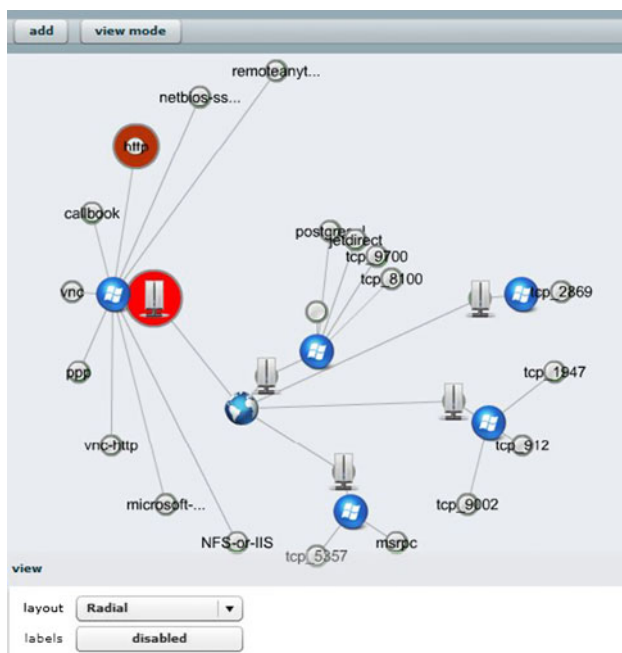 add
view mode
remoteanyt...
netbios-ss...
http
callbook
jetdirect
tcp_9700
tcp_8100
vnc
tcp_2869
ppp
tcp_1947
vnc-http
tcp_912
microsoft-...
tcp_9002
NFS-or-IIS
msrpc
tcp_5357
view
layout
Radial
labels
disabled